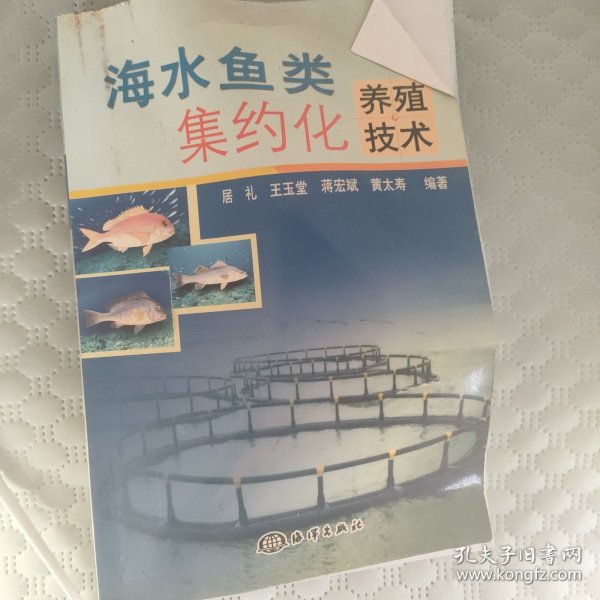 海水鱼类
集约化
养殖
技术
居礼 王玉堂 蒋宏斌 黄太寿 编著
海洋出版社
孔夫子旧书网
www.kongfz.com